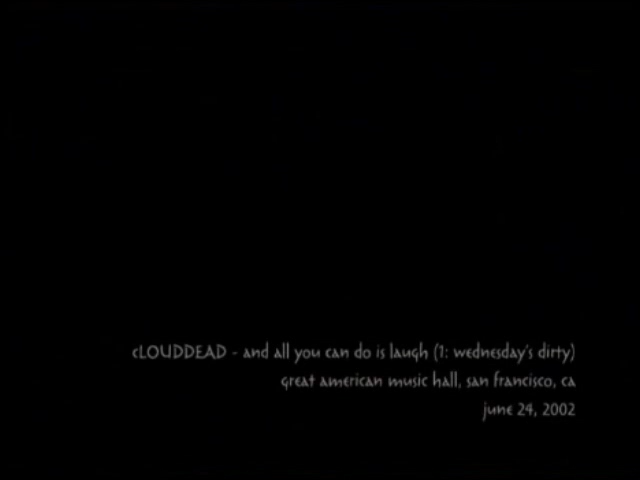 cLOUDDEAD - and all you can do is laugh (1: wednesday's dirty)
great american music hall, san francisco, ca
june 24, 2002